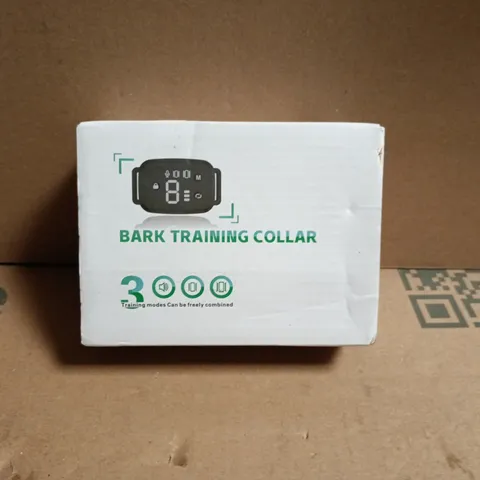 M
8
BARK TRAINING COLLAR
3
Training modes Can be freely combined